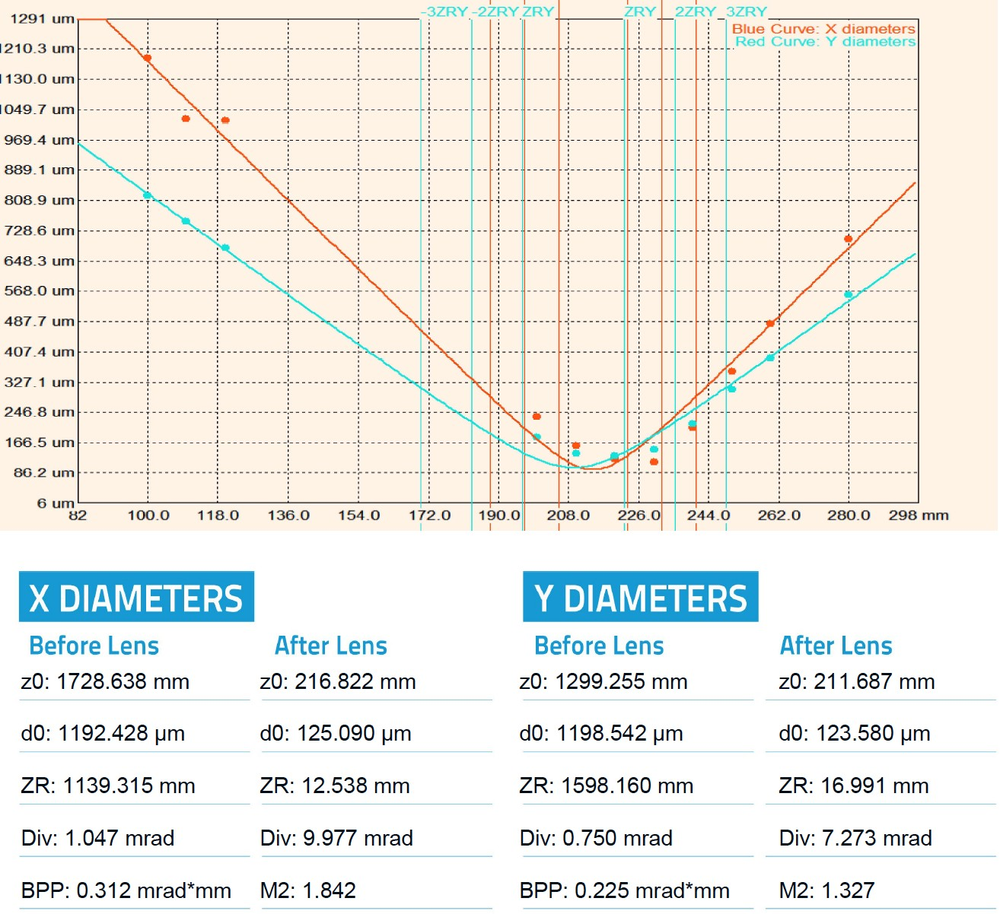 -3ZRY -2ZRY ZRY ZRY 2ZRY 3ZRY
1291 um
Blue Curve: X diameters
Red Curve: Y diameters
1210.3 um
1130.0 um
1049.7 um
969.4 um
889.1 um
808.9 um
728.6 um
648.3 um
568.0 um
487.7 um
407.4 um
327.1 um
246.8 um
166.5 um
86.2 um
6 um
82 100.0 118.0 136.0 154.0 172.0 190.0 208.0 226.0 244.0 262.0 280.0 298 mm
X DIAMETERS
Before Lens After Lens
z0: 1728.638 mm z0: 216.822 mm
d0: 1192.428 µm d0: 125.090 µm
ZR: 1139.315 mm ZR: 12.538 mm
Div: 1.047 mrad Div: 9.977 mrad
BPP: 0.312 mrad*mm M2: 1.842
Y DIAMETERS
Before Lens After Lens
z0: 1299.255 mm z0: 211.687 mm
d0: 1198.542 µm d0: 123.580 µm
ZR: 1598.160 mm ZR: 16.991 mm
Div: 0.750 mrad Div: 7.273 mrad
BPP: 0.225 mrad*mm M2: 1.327